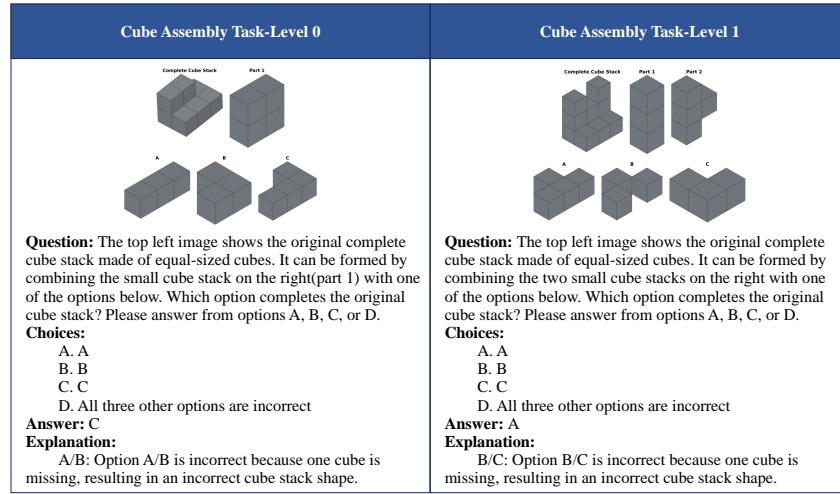 Cube Assembly Task-Level 0
Complete Cube Stack
Part 1
A
B
C
Question: The top left image shows the original complete
cube stack made of equal-sized cubes. It can be formed by
combining the small cube stack on the right(part 1) with one
of the options below. Which option completes the original
cube stack? Please answer from options A, B, C, or D.
Choices:
A. A
B. B
C. C
D. All three other options are incorrect
Answer: C
Explanation:
A/B: Option A/B is incorrect because one cube is
missing, resulting in an incorrect cube stack shape.
Cube Assembly Task-Level 1
Complete Cube Stack
Part 1
Part 2
A
B
C
Question: The top left image shows the original complete
cube stack made of equal-sized cubes. It can be formed by
combining the two small cube stacks on the right with one
of the options below. Which option completes the original
cube stack? Please answer from options A, B, C, or D.
Choices:
A. A
B. B
C. C
D. All three other options are incorrect
Answer: A
Explanation:
B/C: Option B/C is incorrect because one cube is
missing, resulting in an incorrect cube stack shape.